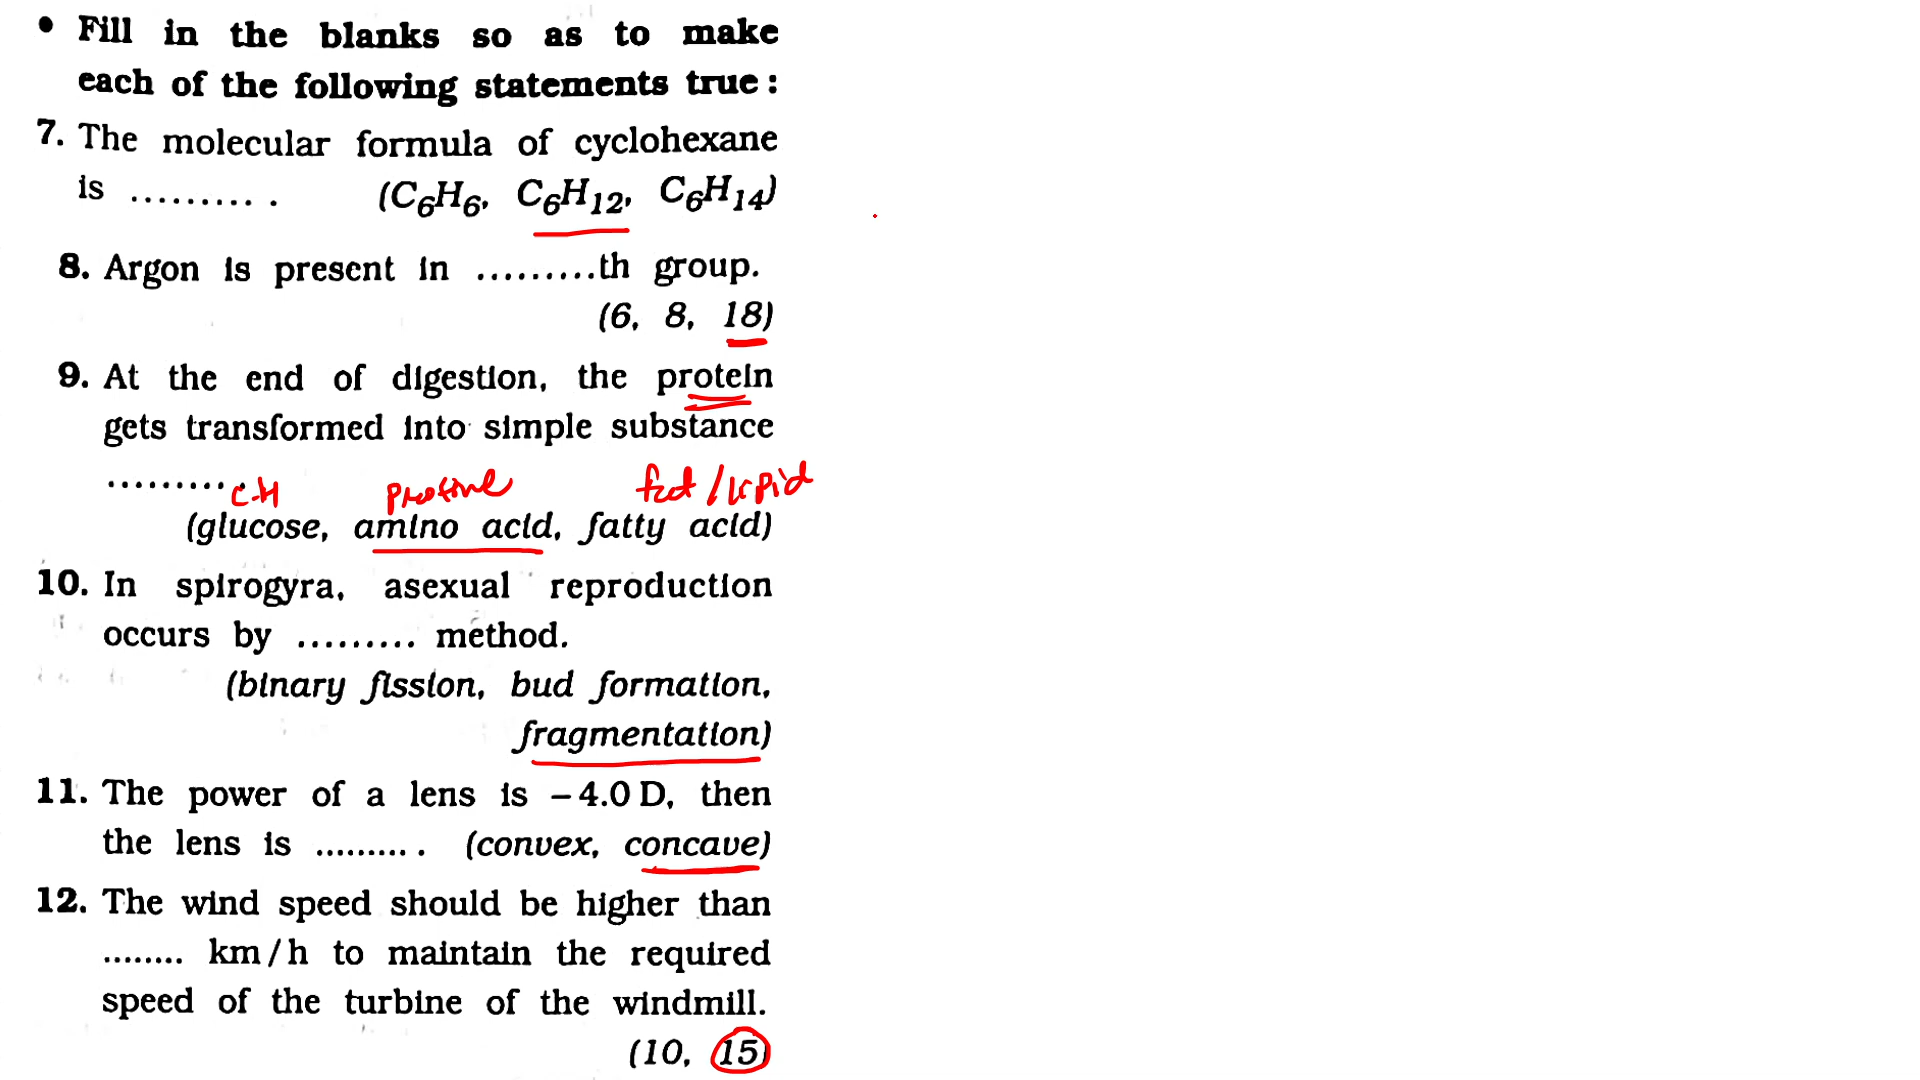 • Fill in the blanks so as to make
each of the following statements true :
7. The molecular formula of cyclohexane
is .......... . (C₆H₆, C₆H₁₂, C₆H₁₄)
8. Argon is present in .........th group.
(6, 8, 18)
9. At the end of digestion, the protein
gets transformed into simple substance
..........
C-H protine fat / lipid
(glucose, amino acid, fatty acid)
10. In spirogyra, asexual reproduction
occurs by ......... method.
(binary fission, bud formation,
fragmentation)
11. The power of a lens is – 4.0 D, then
the lens is .......... . (convex, concave)
12. The wind speed should be higher than
........ km / h to maintain the required
speed of the turbine of the windmill.
(10, 15)